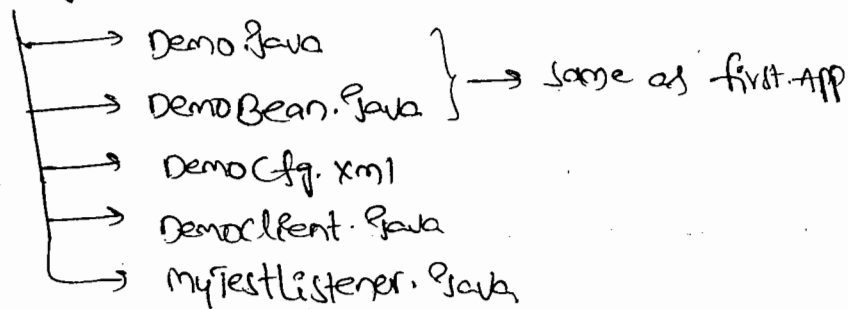 Demo.Java
DemoBean.Java
same as first.App
DemoCfg.xml
DemoClient.Java
MyTestListener.Java